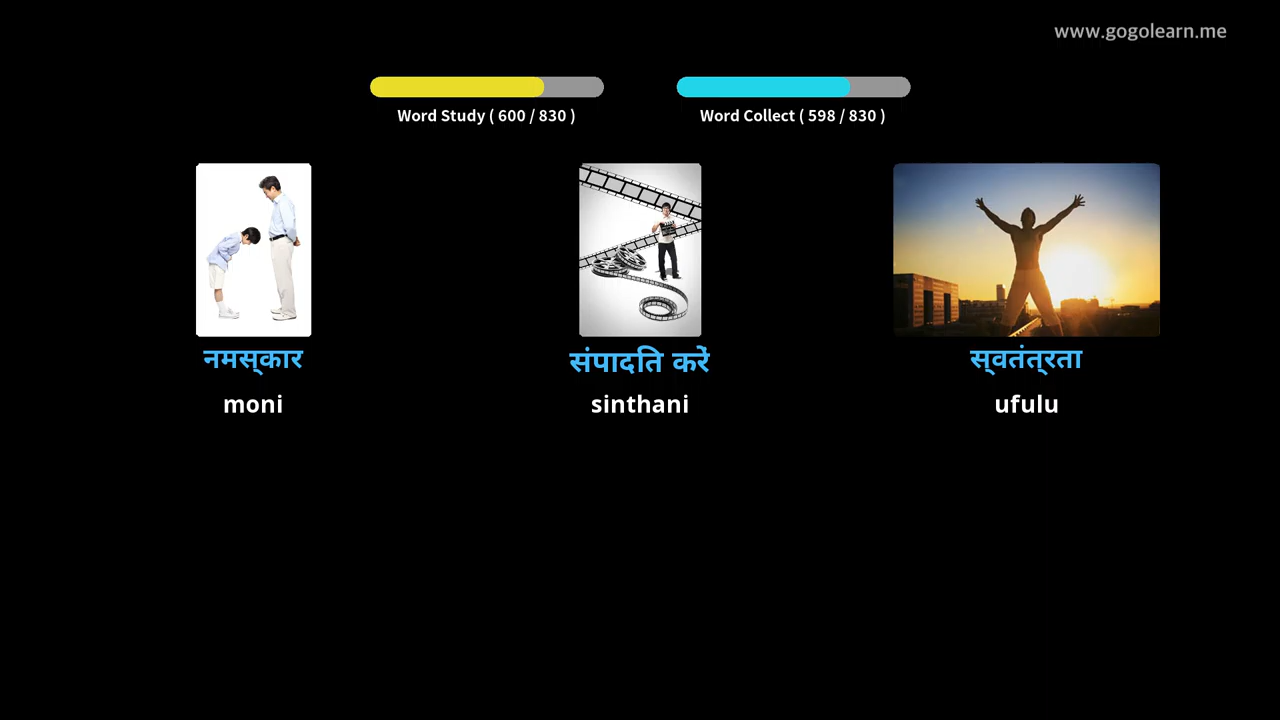 www.gogolearn.me
Word Study ( 600 / 830 )
Word Collect ( 598 / 830 )
नमस्कार
संपादति करें
स्वतंत्रता
moni
sinthani
ufulu